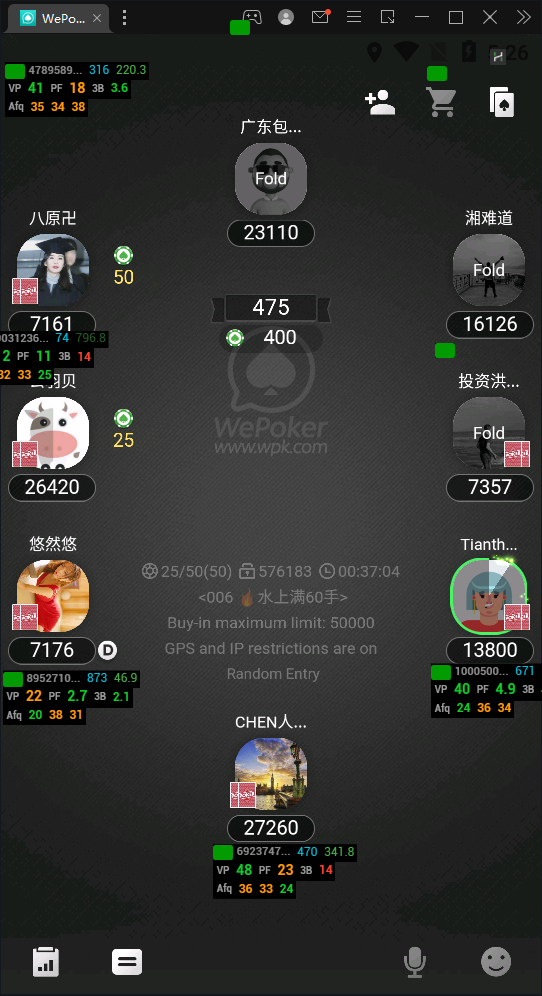 WePo...
5:26
4789589... 316 220.3
VP 41 PF 18 3B 3.6
Afq 35 34 38
广东包...
Fold
23110
八原卍
50
7161
湘难道
Fold
16126
475
400
0031236... 74 796.8
2 PF 11 3B 14
32 33 25
25
26420
投资洪...
Fold
7357
WePoker
www.wpk.com
悠然悠
7176
D
8952710... 873 46.9
VP 22 PF 2.7 3B 2.1
Afq 20 38 31
25/50(50) 576183 00:37:04
<006 水上满60手>
Buy-in maximum limit: 50000
GPS and IP restrictions are on
Random Entry
Tianth...
13800
1000500... 671
VP 40 PF 4.9 3B
Afq 24 36 34
CHEN人...
27260
6923747... 470 341.8
VP 48 PF 23 3B 14
Afq 36 33 24